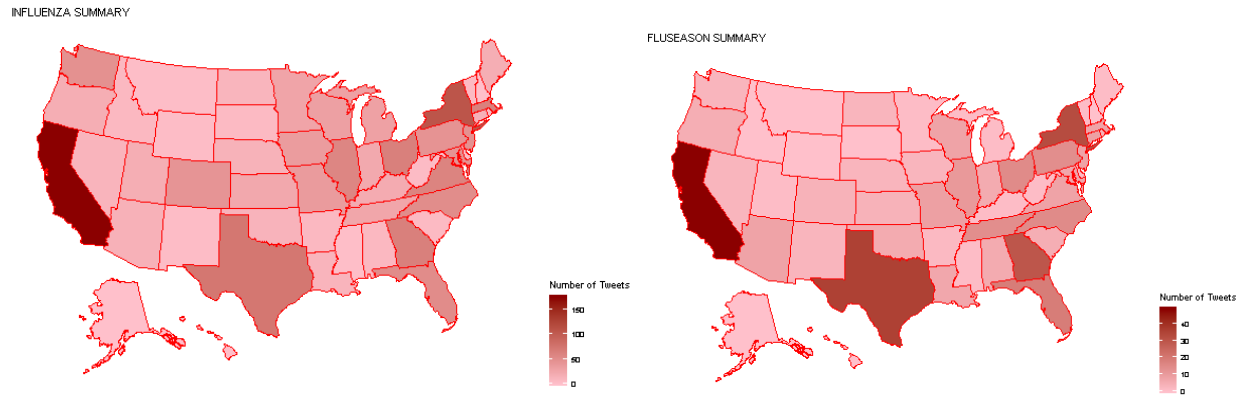 INFLUENZA SUMMARY
FLUSEASON SUMMARY
Number of Tweets
150
100
50
0
Number of Tweets
40
30
20
10
0